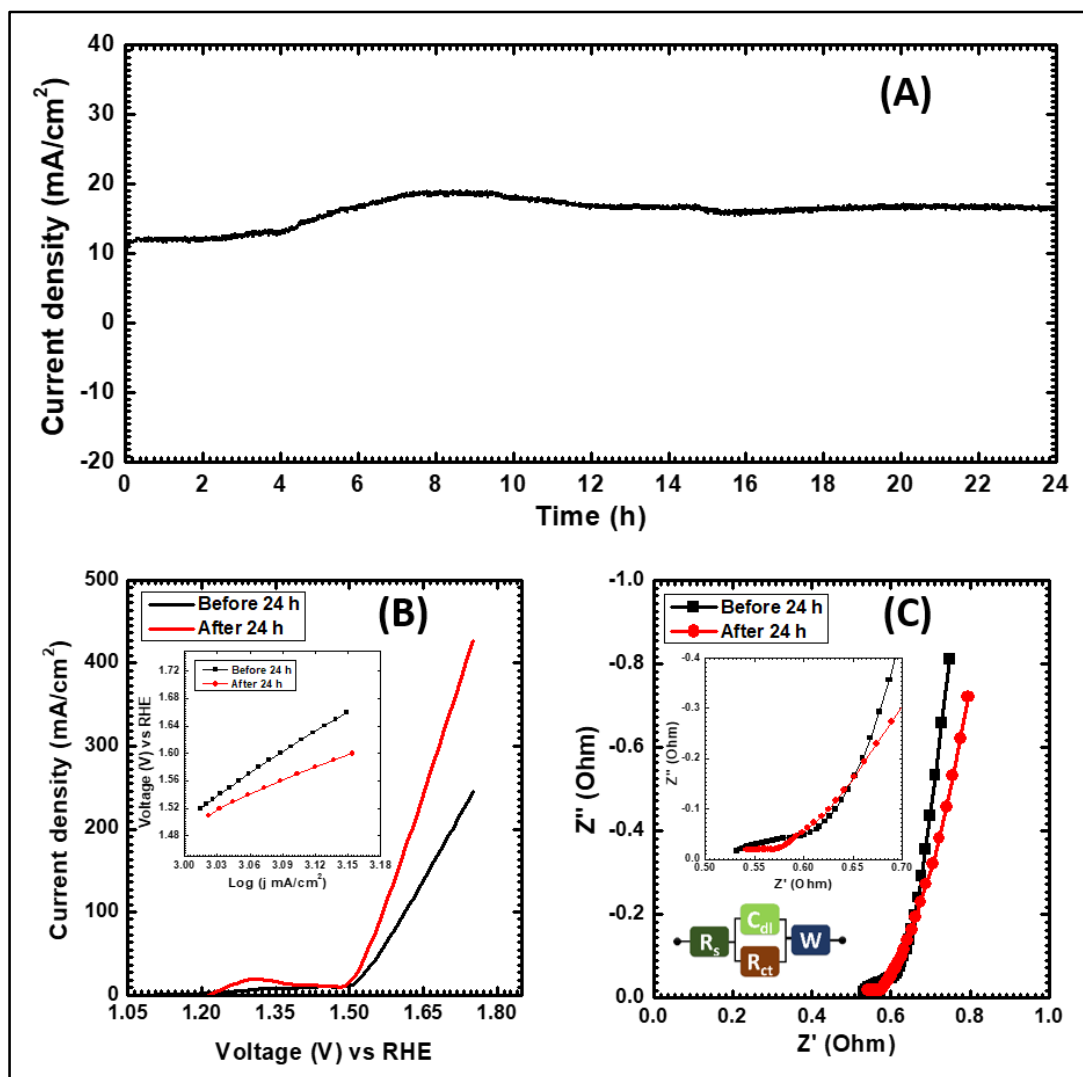 (A)
Current density (mA/cm²)
40
30
20
10
0
-10
-20
0 2 4 6 8 10 12 14 16 18 20 22 24
Time (h)
(B)
Before 24 h
After 24 h
Current density (mA/cm²)
500
400
300
200
100
0
1.05 1.20 1.35 1.50 1.65 1.80
Voltage (V) vs RHE
Before 24 h
After 24 h
Voltage (V) vs RHE
1.72
1.68
1.64
1.60
1.56
1.52
1.48
3.00 3.03 3.06 3.09 3.12 3.15 3.18
Log (j mA/cm²)
(C)
Before 24 h
After 24 h
Z'' (Ohm)
-1.0
-0.8
-0.6
-0.4
-0.2
0.0
0.0 0.2 0.4 0.6 0.8 1.0
Z' (Ohm)
Z'' (Ohm)
-0.4
-0.3
-0.2
-0.1
0.0
0.50 0.55 0.60 0.65 0.70
Z' (Ohm)
Rs
Cdl
Rct
W